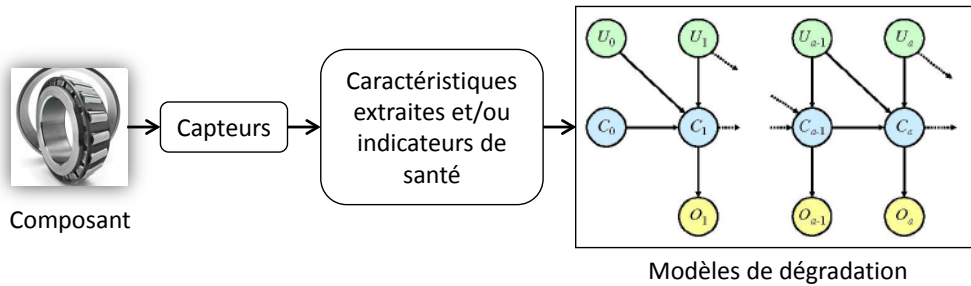 Composant
Capteurs
Caractéristiques
extraites et/ou
indicateurs de
santé
U₀ U₁ Uₐ₋₁ Uₐ
C₀ C₁ Cₐ₋₁ Cₐ
O₁ Oₐ₋₁ Oₐ
Modèles de dégradation